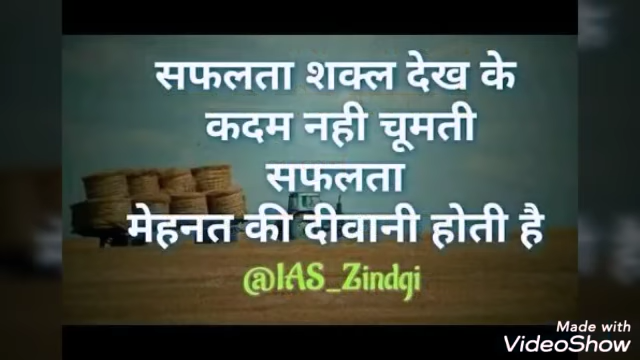 सफलता शक्ल देख के
कदम नही चूमती
सफलता
मेहनत की दीवानी होती है
@IAS_Zindgi
Made with
VideoShow